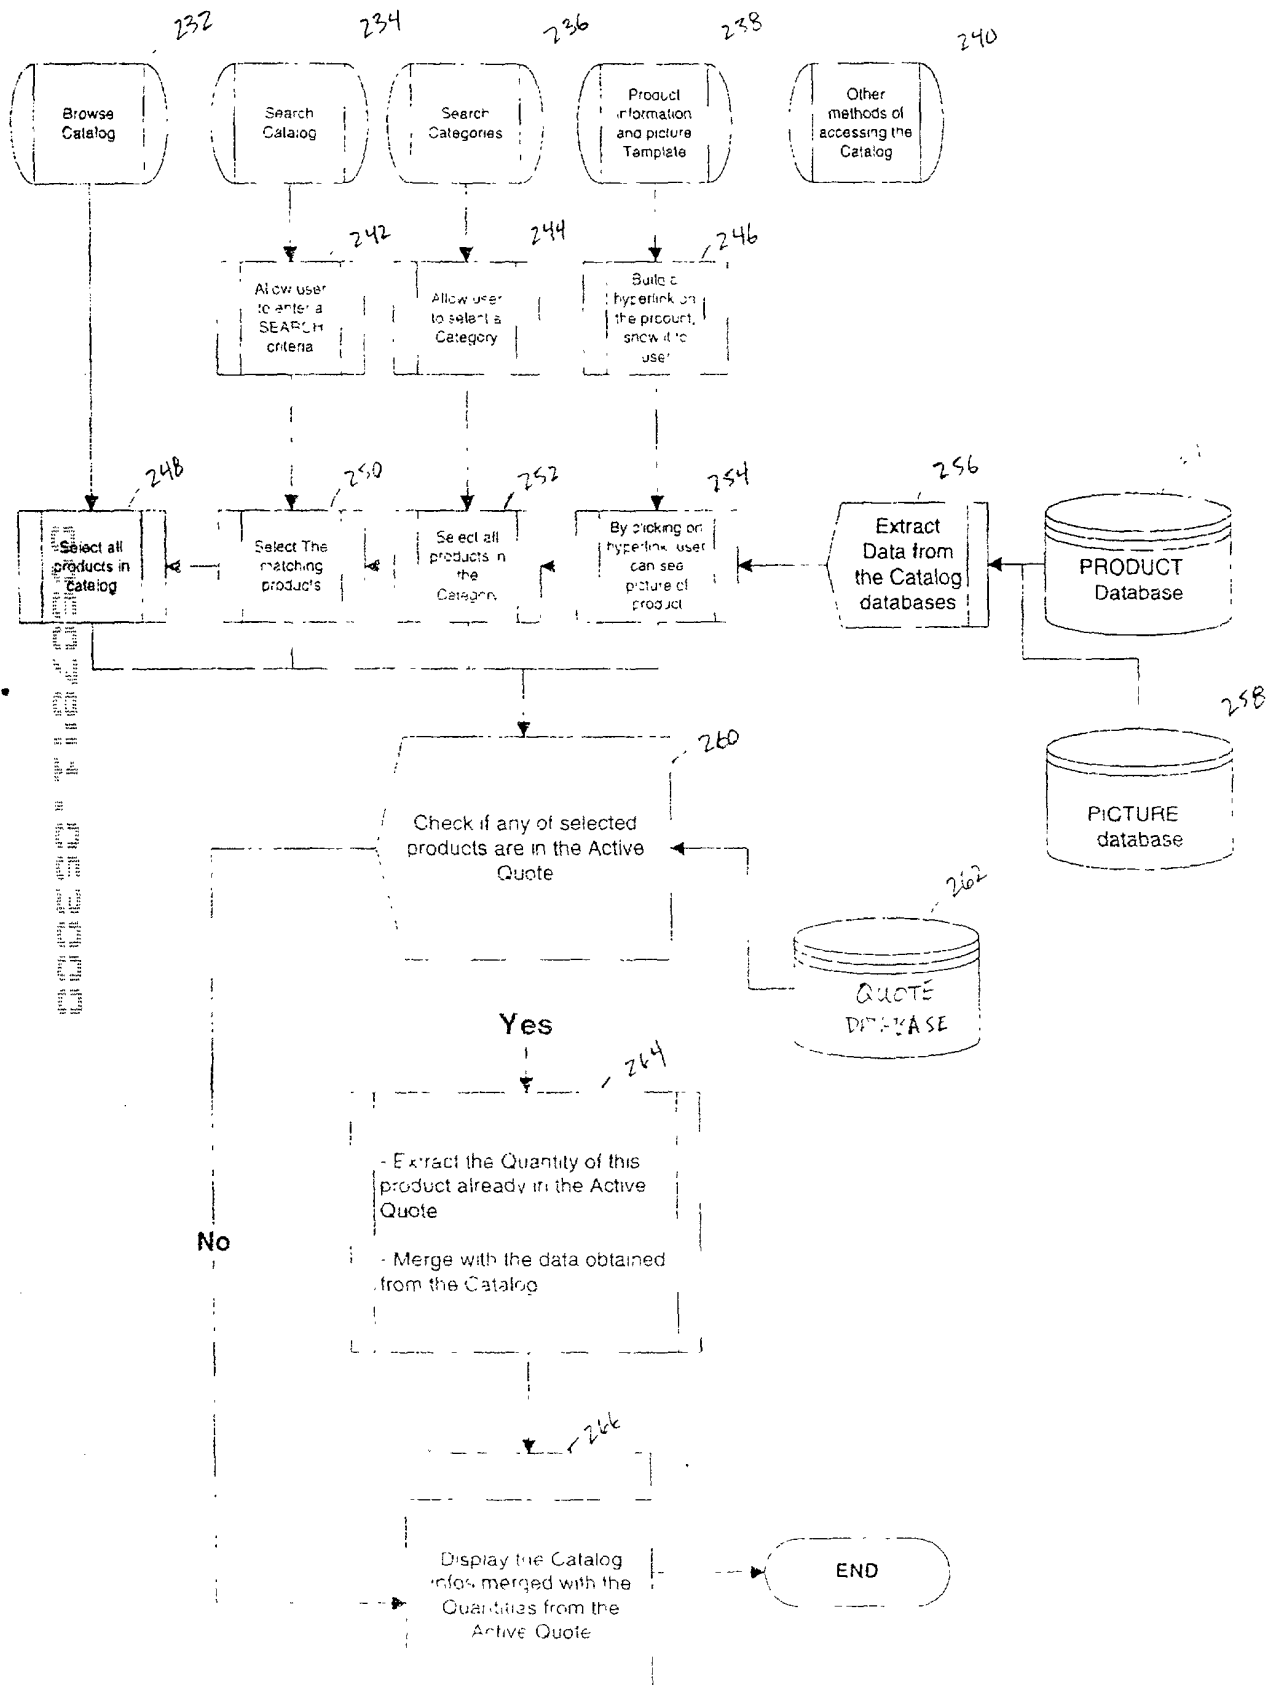 232
234
236
238
240
Browse
Catalog
Search
Catalog
Search
Categories
Product
information
and picture
Template
Other
methods of
accessing the
Catalog
242
244
246
Allow user
to enter a
SEARCH
criteria
Allow user
to select a
Category
Build a
hyperlink on
the product,
show it to
user
248
250
252
254
256
Select all
products in
catalog
Select The
matching
products
Select all
products in
the
Category
By clicking on
hyperlink user
can see
picture of
product
Extract
Data from
the Catalog
databases
PRODUCT
Database
258
PICTURE
database
260
Check if any of selected
products are in the Active
Quote
262
QUOTE
DATABASE
Yes
264
- Extract the Quantity of this
product already in the Active
Quote
- Merge with the data obtained
from the Catalog
No
266
Display the Catalog
infos merged with the
Quantities from the
Active Quote
END